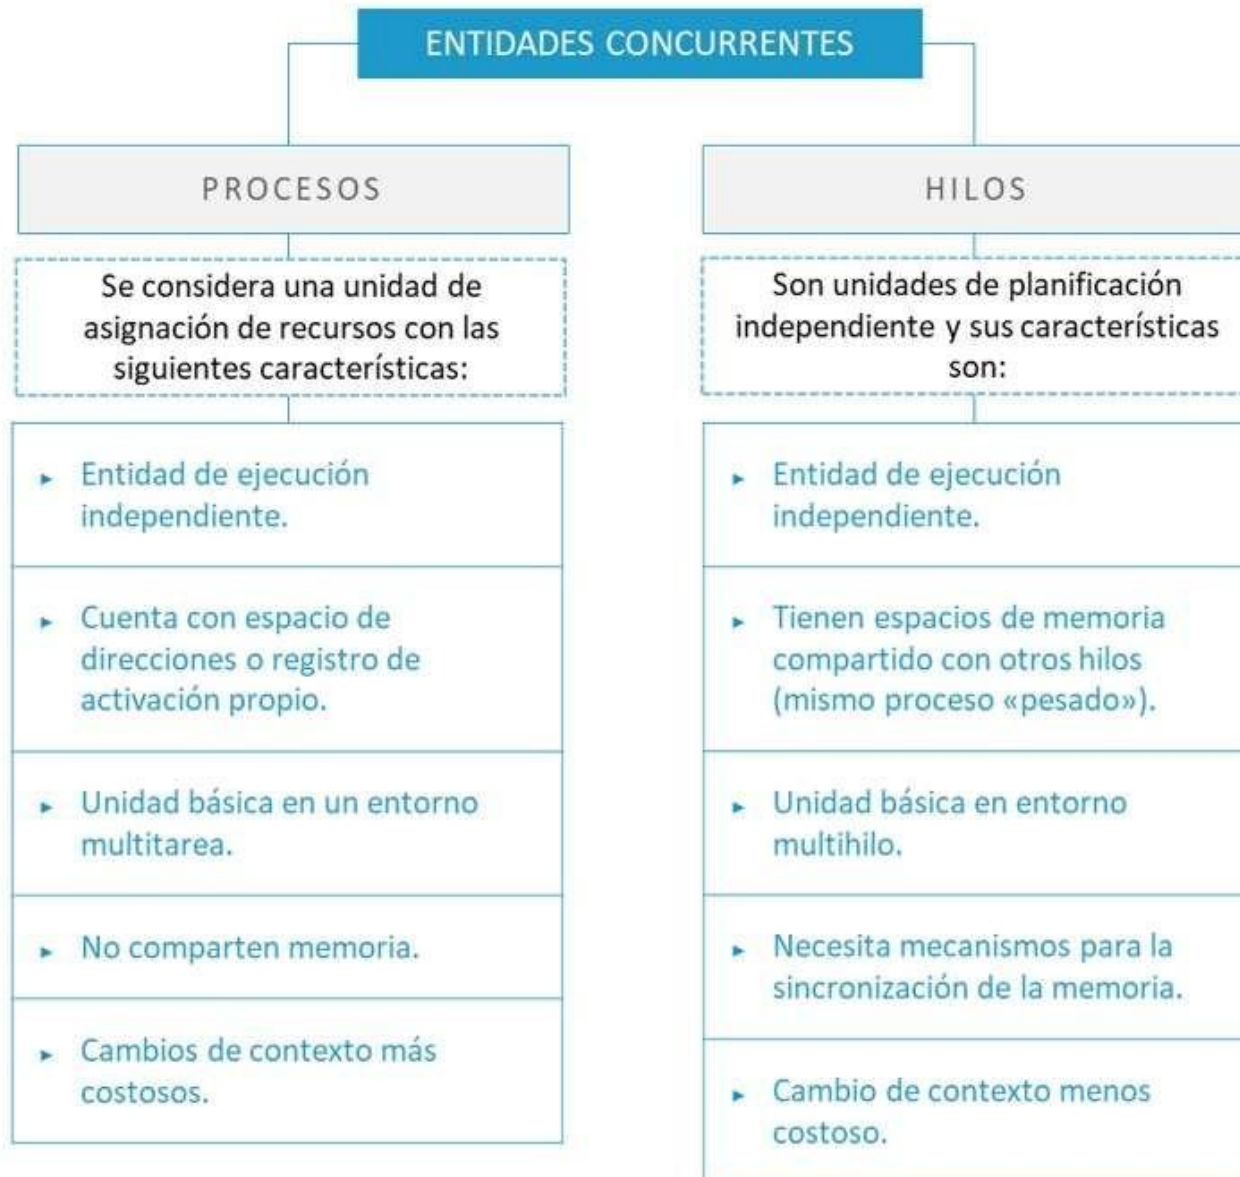 ENTIDADES CONCURRENTES
PROCESOS
Se considera una unidad de
asignación de recursos con las
siguientes características:
► Entidad de ejecución
independiente.
► Cuenta con espacio de
direcciones o registro de
activación propio.
► Unidad básica en un entorno
multitarea.
► No comparten memoria.
► Cambios de contexto más
costosos.
HILOS
Son unidades de planificación
independiente y sus características
son:
► Entidad de ejecución
independiente.
► Tienen espacios de memoria
compartido con otros hilos
(mismo proceso «pesado»).
► Unidad básica en entorno
multihilo.
► Necesita mecanismos para la
sincronización de la memoria.
► Cambio de contexto menos
costoso.